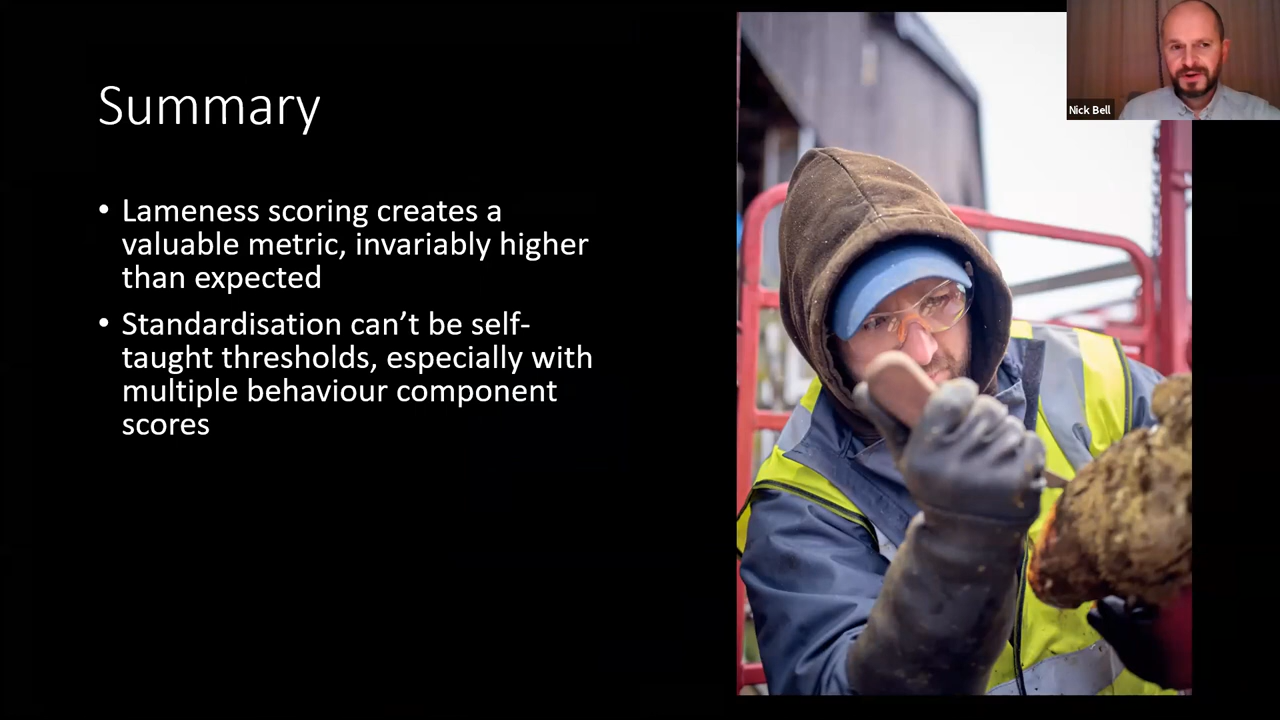 Summary
• Lameness scoring creates a
valuable metric, invariably higher
than expected
• Standardisation can’t be self-
taught thresholds, especially with
multiple behaviour component
scores
Nick Bell